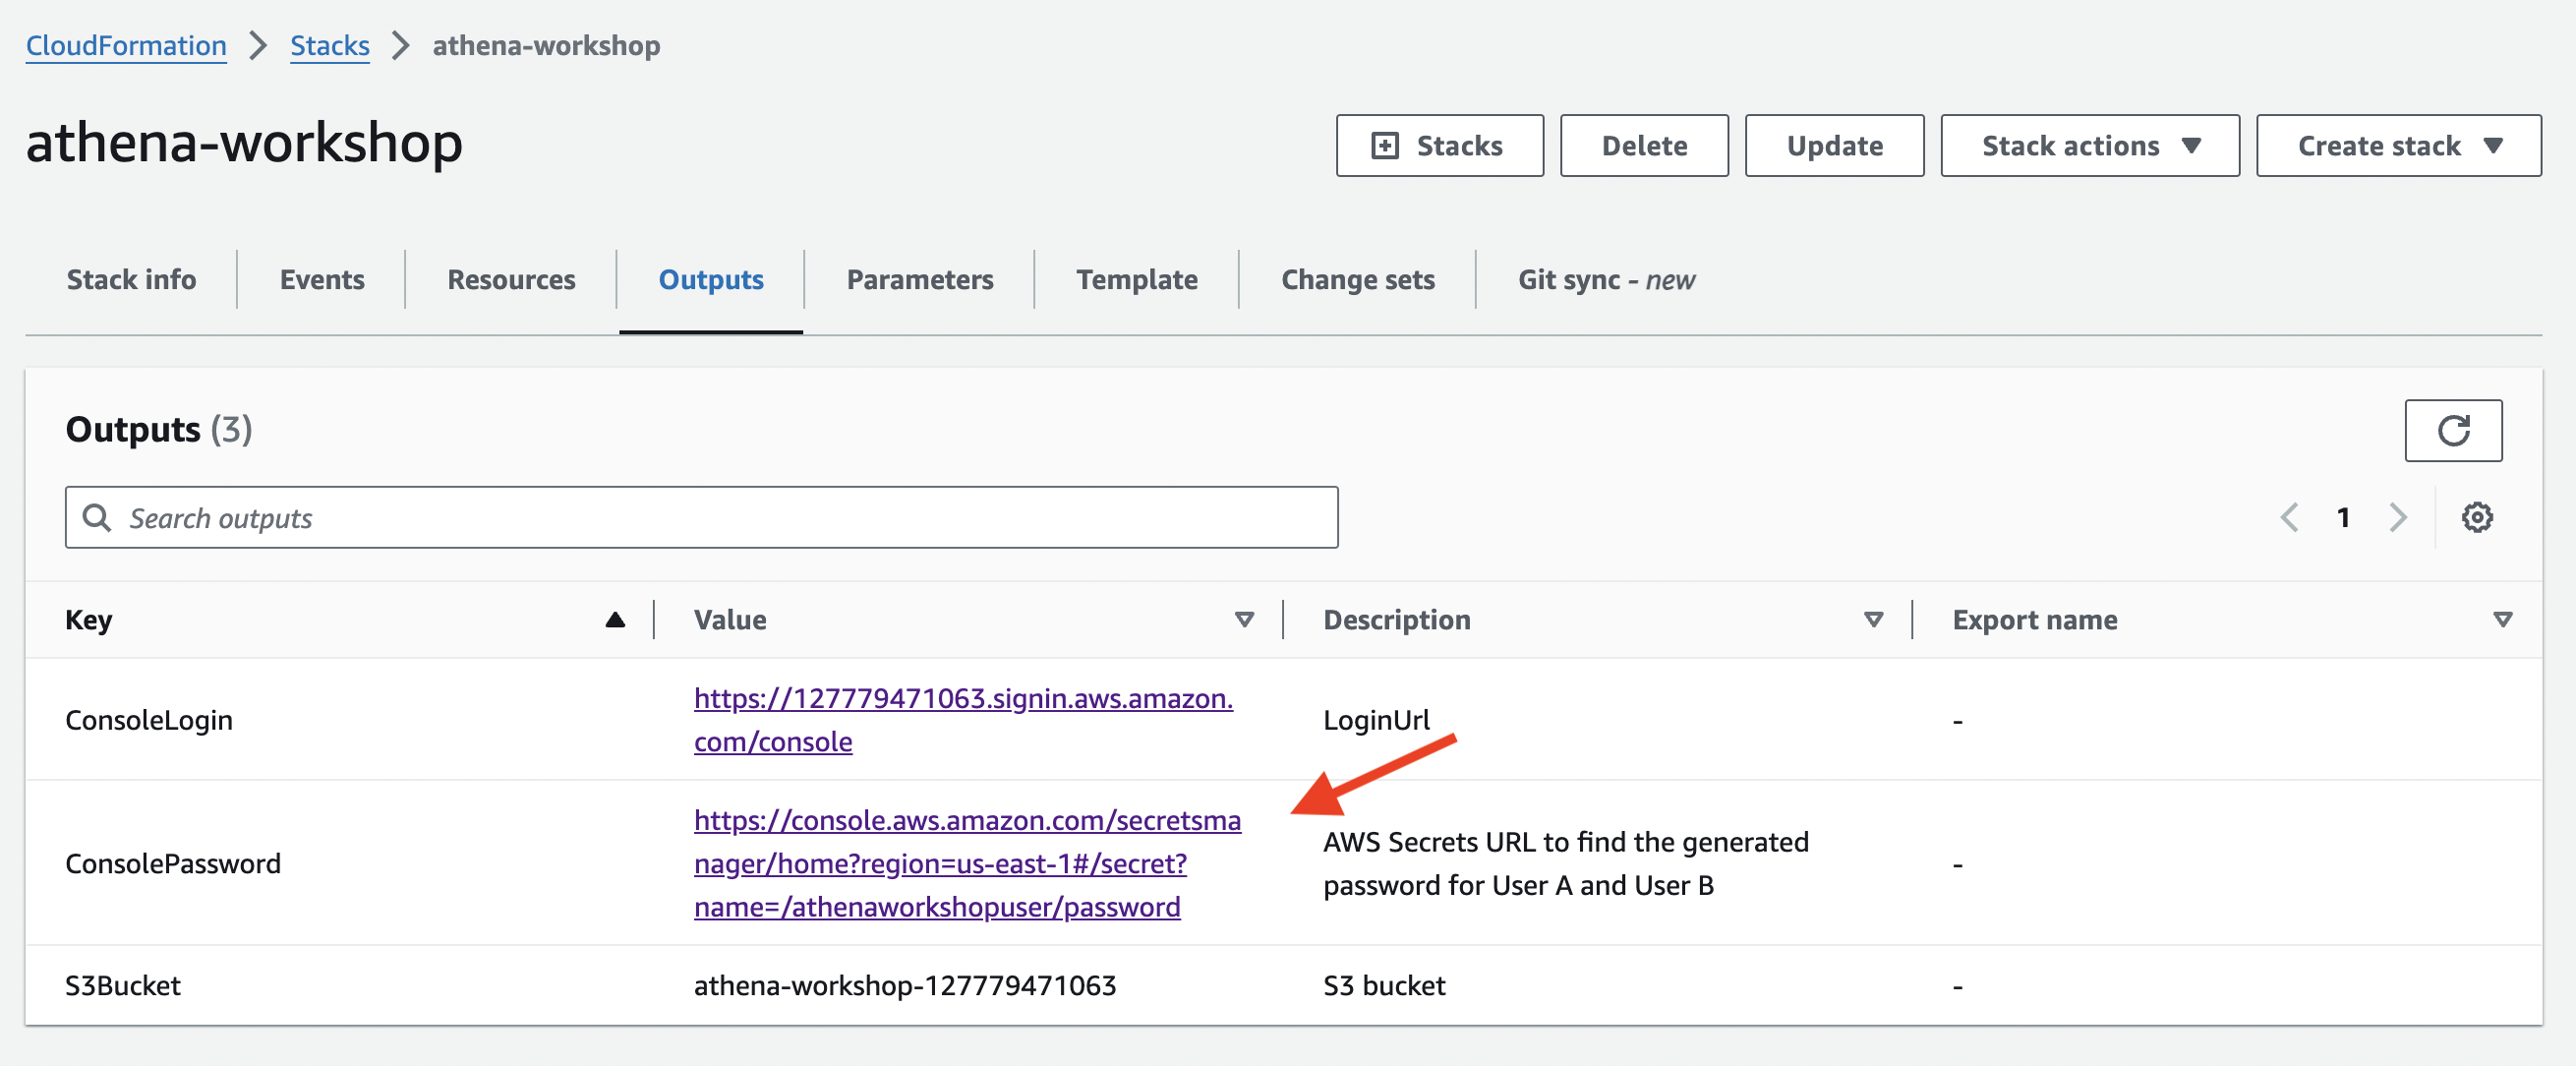 CloudFormation > Stacks > athena-workshop
athena-workshop
Stacks Delete Update Stack actions Create stack
Stack info Events Resources Outputs Parameters Template Change sets Git sync - new
Outputs (3)
Search outputs
1
Key Value Description Export name
https://127779471063.signin.aws.amazon.
ConsoleLogin LoginUrl -
com/console
https://console.aws.amazon.com/secretsma
AWS Secrets URL to find the generated
ConsolePassword nager/home?region=us-east-1#/secret? -
password for User A and User B
name=/athenaworkshopuser/password
S3Bucket athena-workshop-127779471063 S3 bucket -